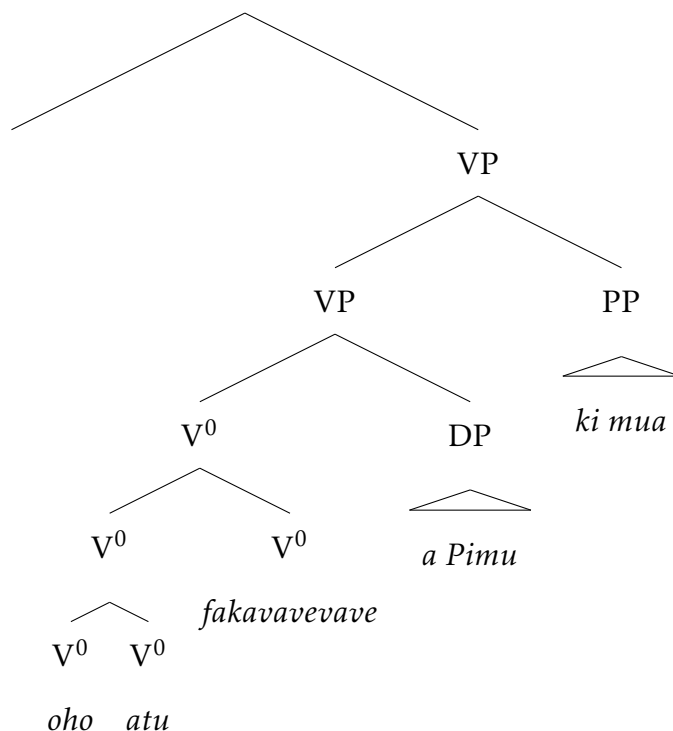 VP
VP PP
ki mua
V⁰ DP
V⁰ V⁰
a Pimu
fakavavevave
V⁰ V⁰
oho atu